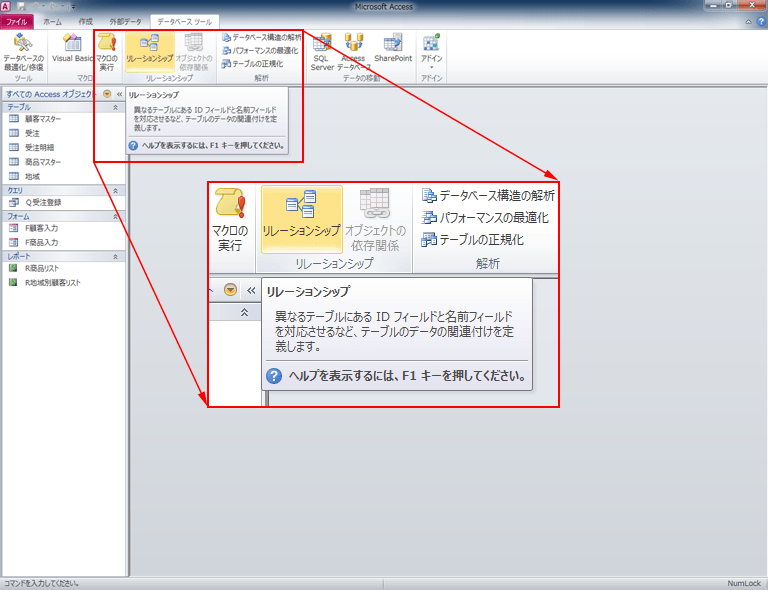 Microsoft Access
ファイル ホーム 作成 外部データ データベース ツール
データベースの
最適化/修復
ツール
Visual Basic
マクロの
実行
マクロ
リレーションシップ
オブジェクトの
依存関係
リレーションシップ
データベース構造の解析
パフォーマンスの最適化
テーブルの正規化
解析
SQL
Server
Access
データベース
SharePoint
データの移動
アドイン
アドイン
すべての Access オブジェクト
テーブル
顧客マスター
受注
受注明細
商品マスター
地域
クエリ
Q受注登録
フォーム
F顧客入力
F商品入力
レポート
R商品リスト
R地域別顧客リスト
リレーションシップ
異なるテーブルにある ID フィールドと名前フィールド
を対応させるなど、テーブルのデータの関連付けを定
義します。
ヘルプを表示するには、F1 キーを押してください。
マクロの
実行
リレーションシップ
オブジェクトの
依存関係
リレーションシップ
データベース構造の解析
パフォーマンスの最適化
テーブルの正規化
解析
リレーションシップ
異なるテーブルにある ID フィールドと名前フィールド
を対応させるなど、テーブルのデータの関連付けを定
義します。
ヘルプを表示するには、F1 キーを押してください。
コマンドを入力してください。
NumLock